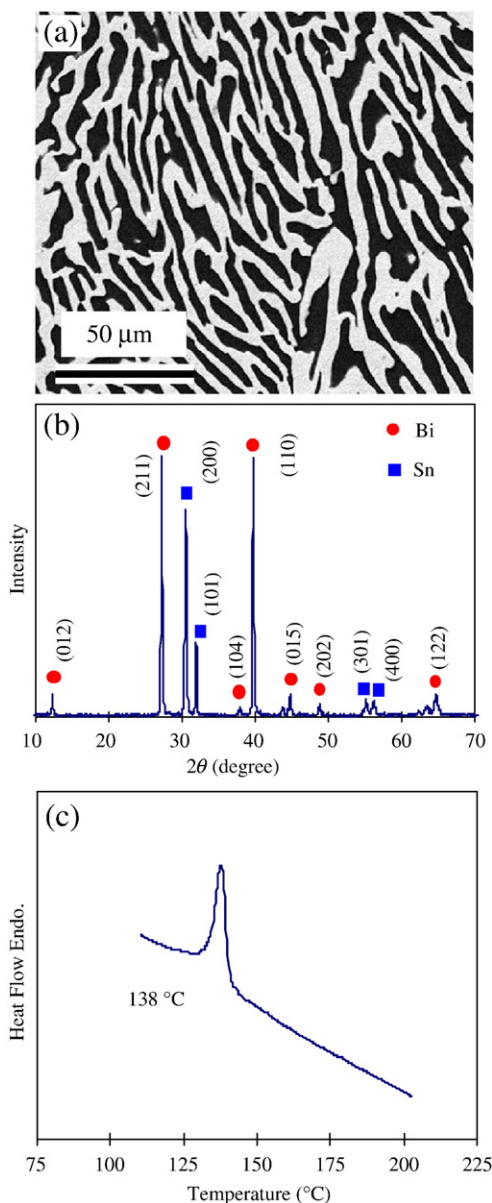 (a)
50 μm
(b)
Bi
Sn
(012)
(211)
(200)
(101)
(104)
(110)
(015)
(202)
(301)
(400)
(122)
Intensity
10 20 30 40 50 60 70
2θ (degree)
(c)
Heat Flow Endo.
138 °C
75 100 125 150 175 200 225
Temperature (°C)